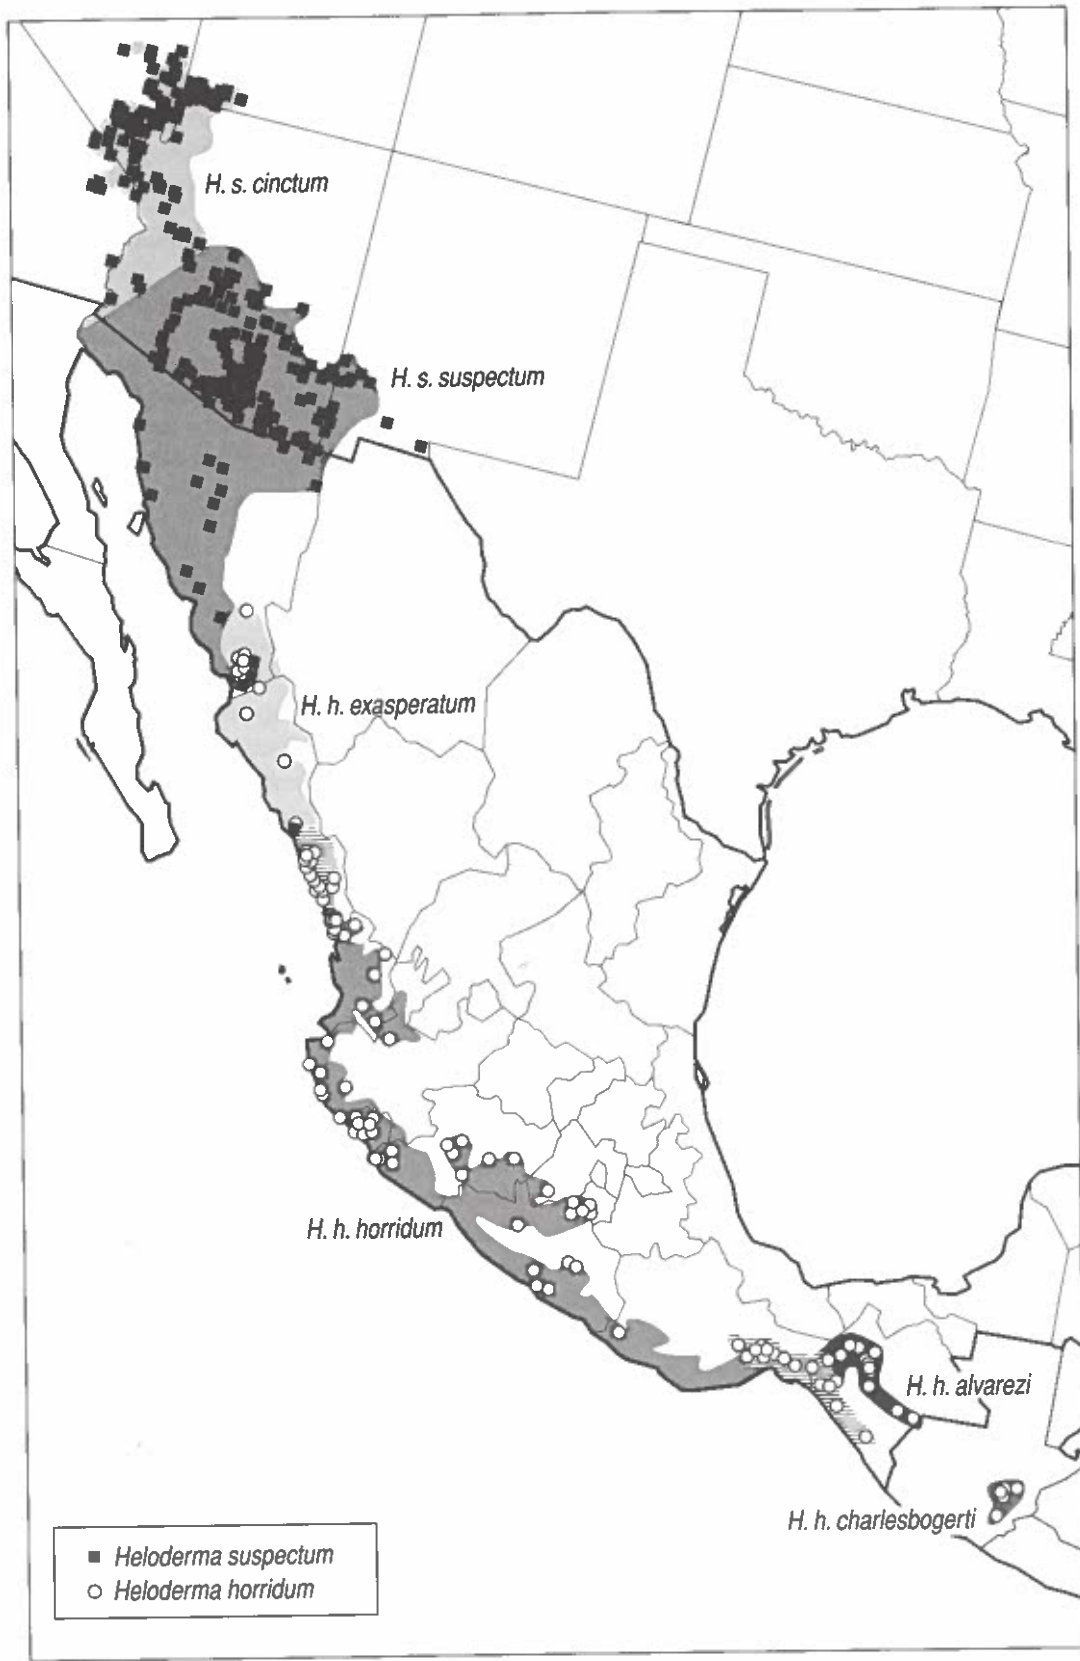 H. s. cinctum
H. s. suspectum
H. h. exasperatum
H. h. horridum
H. h. alvarezi
H. h. charlesbogerti
Heloderma suspectum
Heloderma horridum